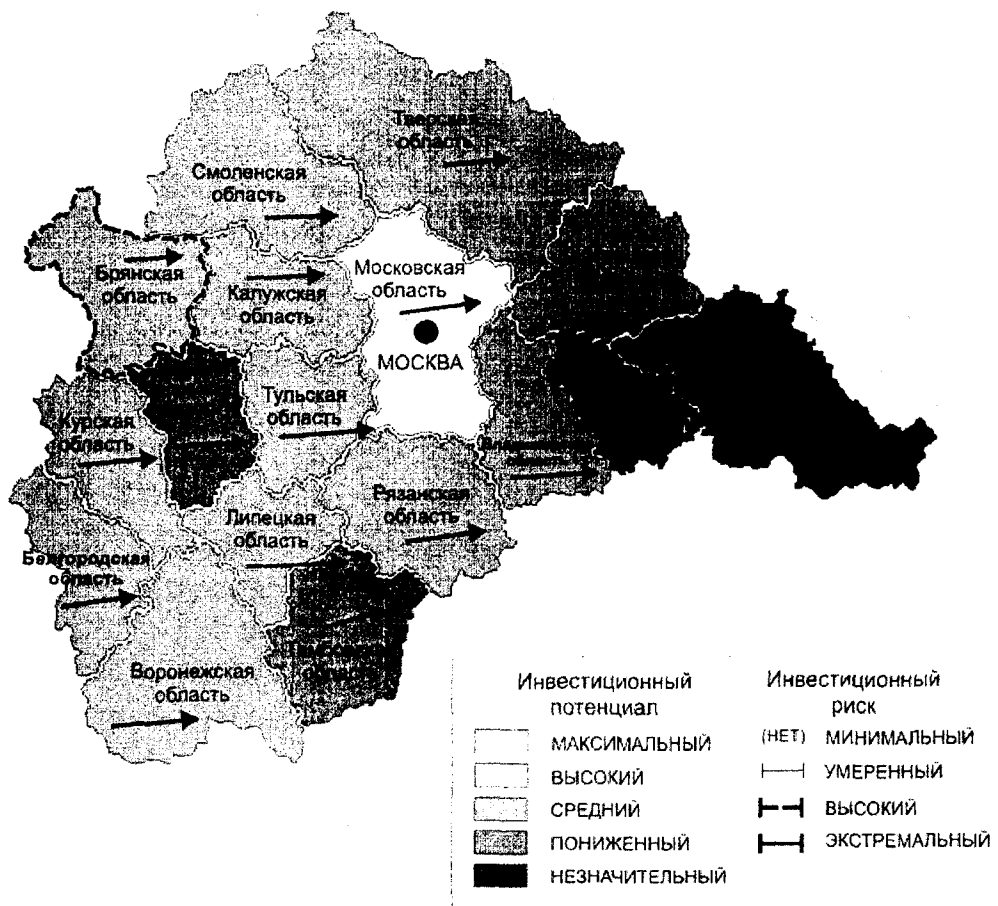 Тверская
область
Смоленская
область
Брянская
область
Калужская
область
Московская
область
МОСКВА
Тульская
область
Курская
область
Рязанская
область
Липецкая
область
Белгородская
область
Воронежская
область
Инвестиционный
потенциал
МАКСИМАЛЬНЫЙ
ВЫСОКИЙ
СРЕДНИЙ
ПОНИЖЕННЫЙ
НЕЗНАЧИТЕЛЬНЫЙ
Инвестиционный
риск
(НЕТ) МИНИМАЛЬНЫЙ
УМЕРЕННЫЙ
ВЫСОКИЙ
ЭКСТРЕМАЛЬНЫЙ